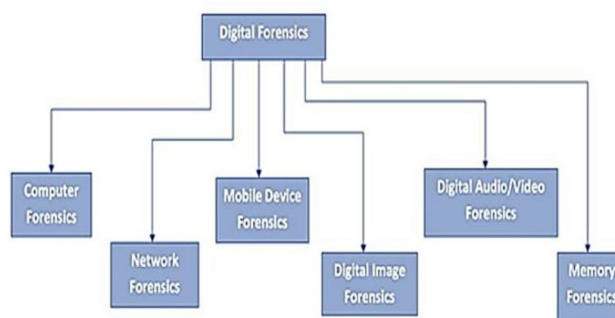 Digital Forensics
Computer
Forensics
Network
Forensics
Mobile Device
Forensics
Digital Image
Forensics
Digital Audio/Video
Forensics
Memory
Forensics